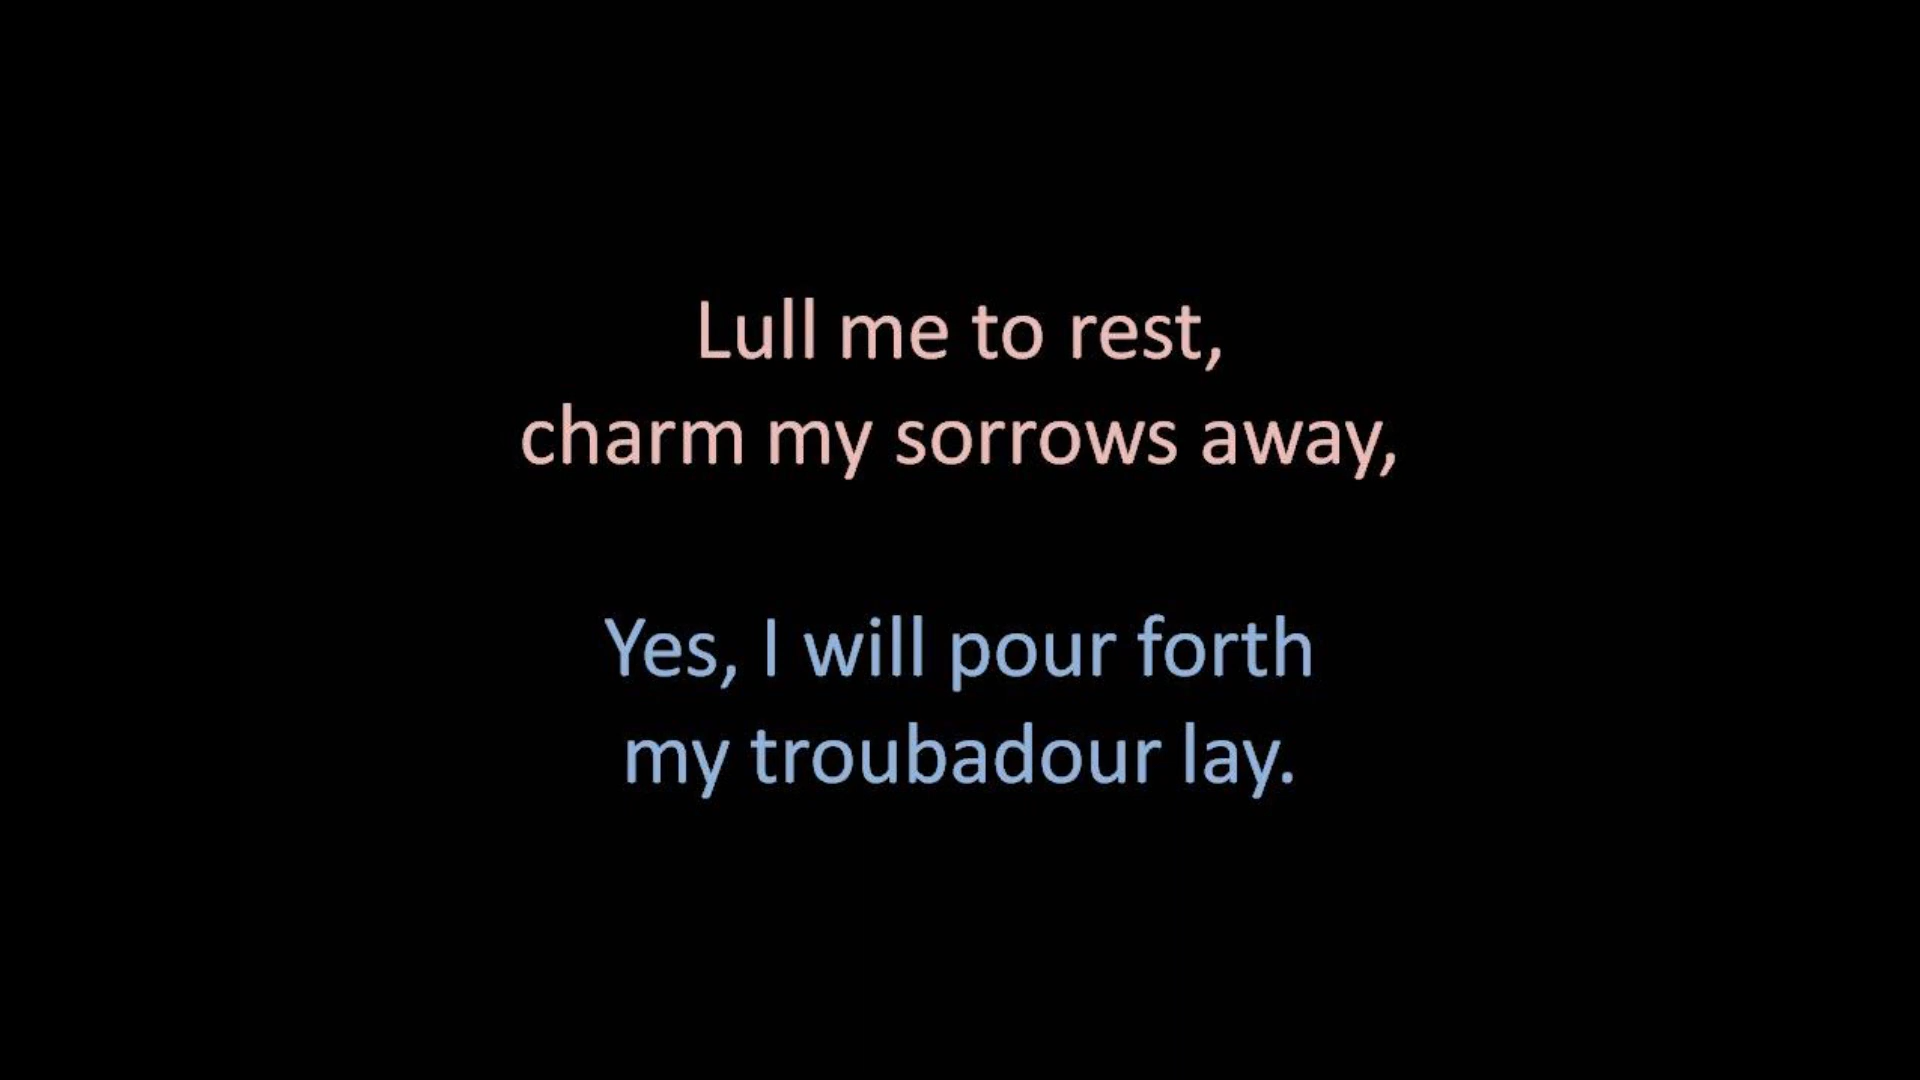 Lull me to rest,
charm my sorrows away,
Yes, I will pour forth
my troubadour lay.